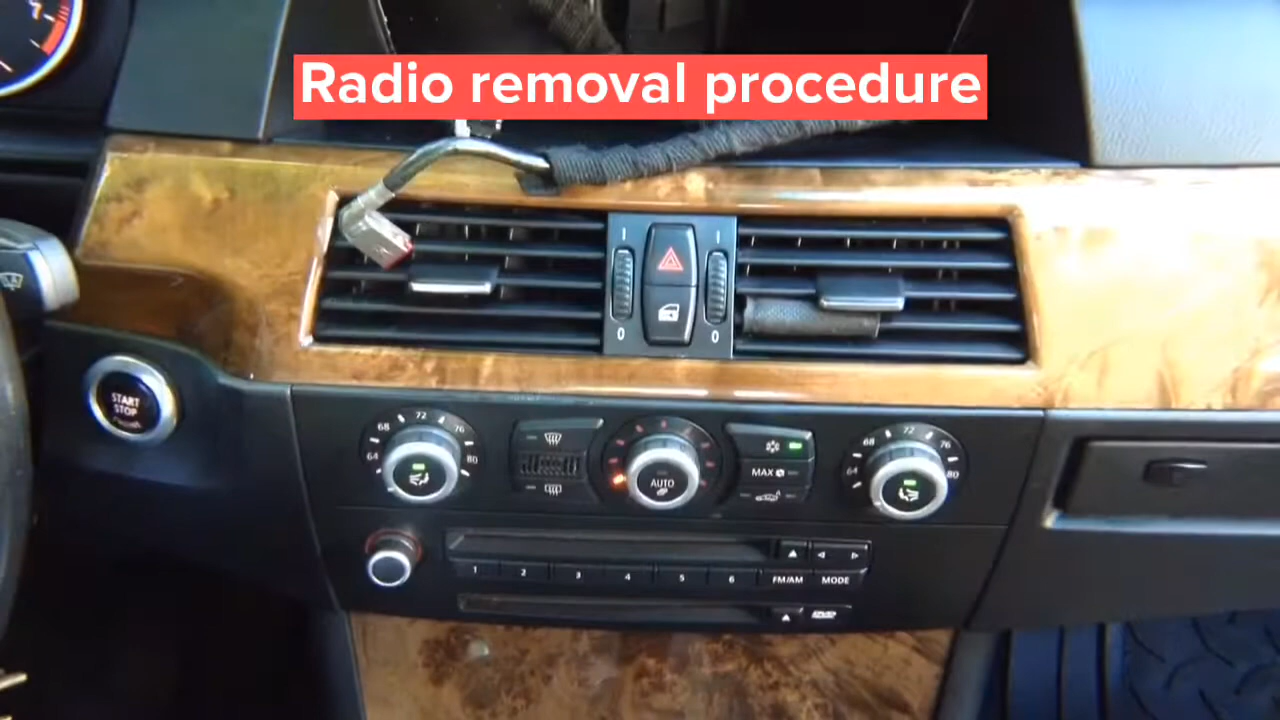 Radio removal procedure
7
I I
0 0
START
STOP
72
68 76
64 80
AUTO
MAX
72
68 76
64 80
1 2 3 4 5 6 FM/AM MODE
DVD